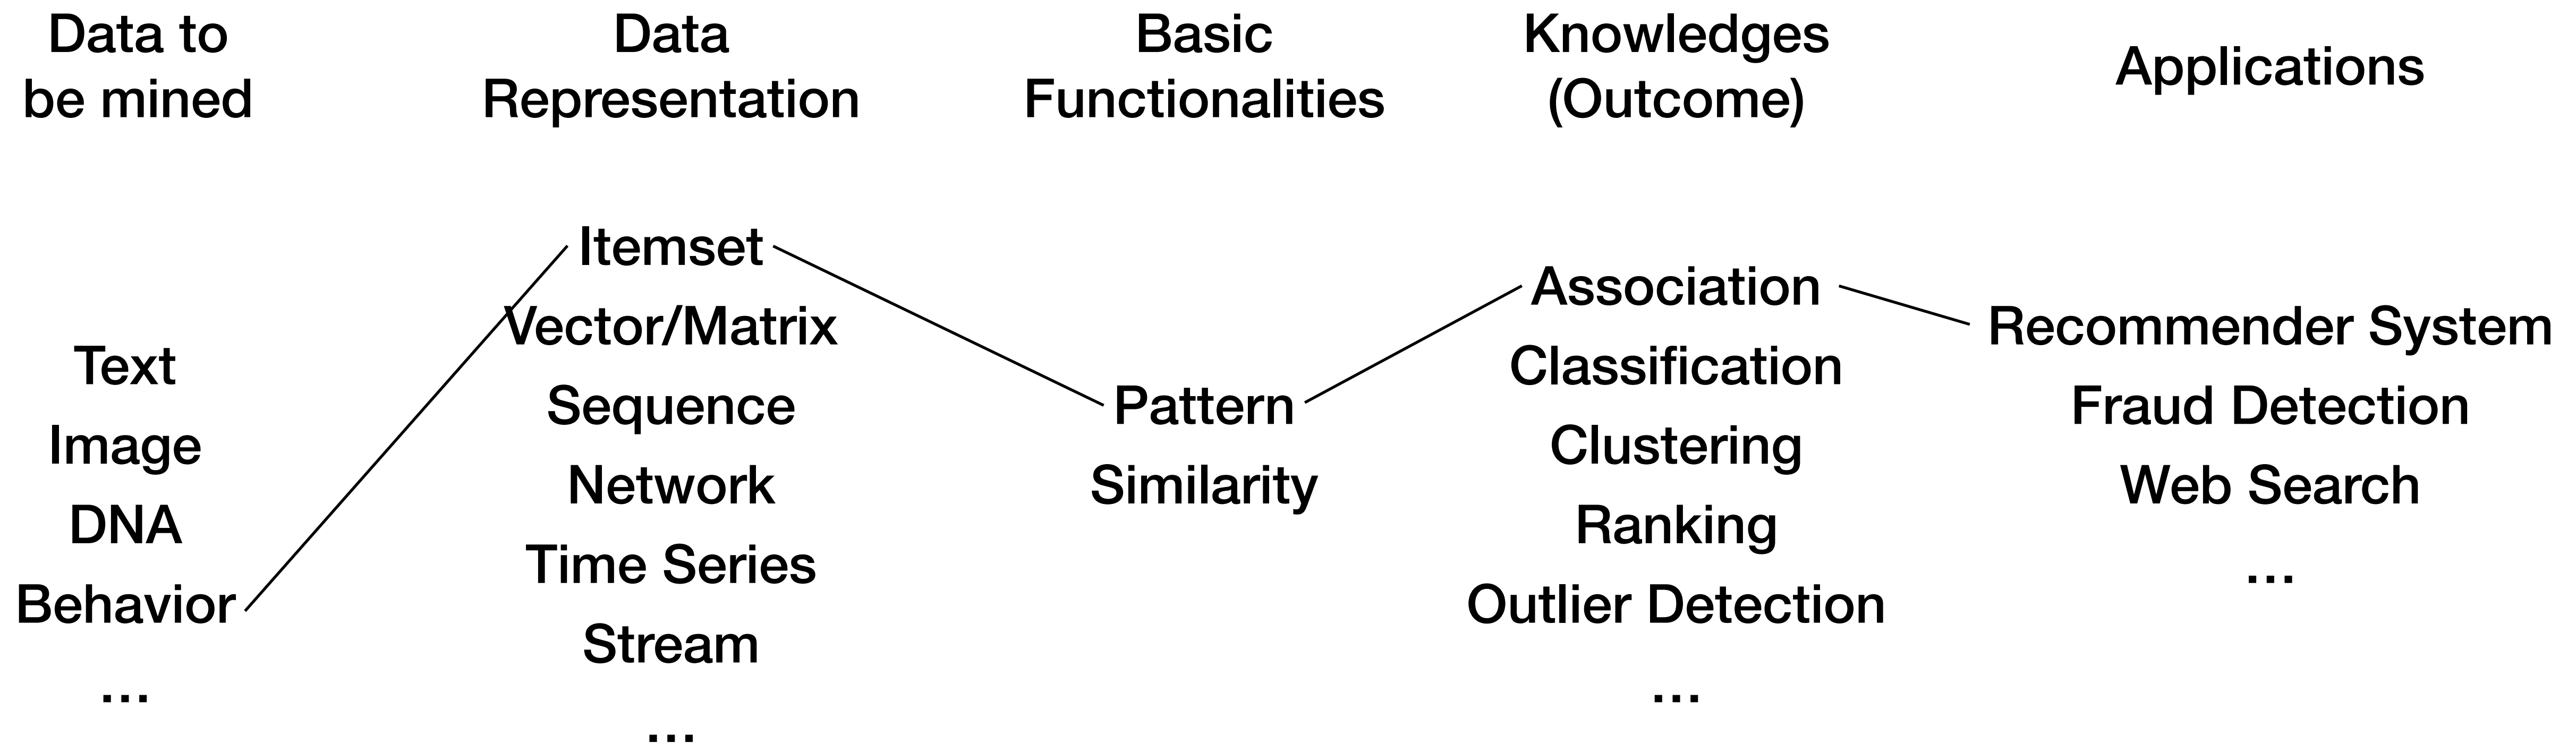 Data to
be mined
Text
Image
DNA
Behavior
...
Data
Representation
Itemset
Vector/Matrix
Sequence
Network
Time Series
Stream
...
Basic
Functionalities
Pattern
Similarity
Knowledges
(Outcome)
Association
Classification
Clustering
Ranking
Outlier Detection
...
Applications
Recommender System
Fraud Detection
Web Search
...